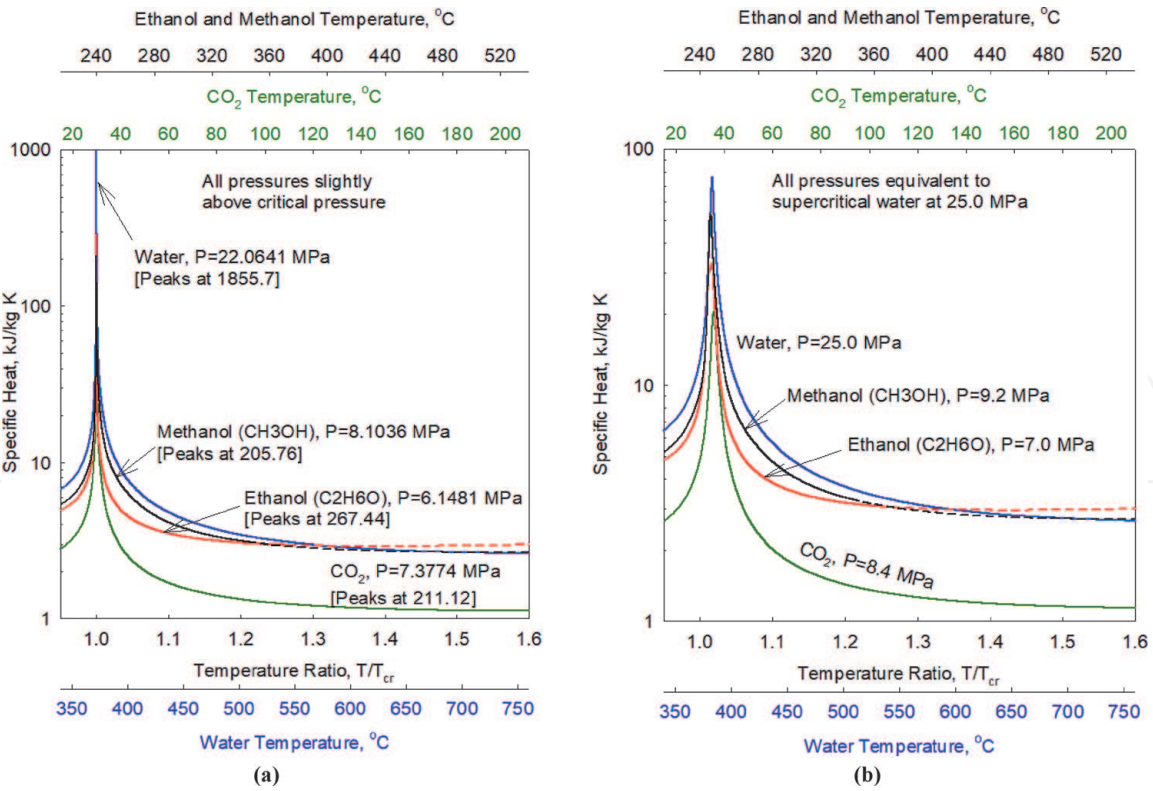 Ethanol and Methanol Temperature, °C
240 280 320 360 400 440 480 520
CO₂ Temperature, °C
20 40 60 80 100 120 140 160 180 200
1000
100
10
1
Specific Heat, kJ/kg K
All pressures slightly
above critical pressure
Water, P=22.0641 MPa
[Peaks at 1855.7]
Methanol (CH3OH), P=8.1036 MPa
[Peaks at 205.76]
Ethanol (C2H6O), P=6.1481 MPa
[Peaks at 267.44]
CO₂, P=7.3774 MPa
[Peaks at 211.12]
1.0 1.1 1.2 1.3 1.4 1.5 1.6
Temperature Ratio, T/Tcr
350 400 450 500 550 600 650 700 750
Water Temperature, °C
(a)
Ethanol and Methanol Temperature, °C
240 280 320 360 400 440 480 520
CO₂ Temperature, °C
20 40 60 80 100 120 140 160 180 200
100
10
1
Specific Heat, kJ/kg K
All pressures equivalent to
supercritical water at 25.0 MPa
Water, P=25.0 MPa
Methanol (CH3OH), P=9.2 MPa
Ethanol (C2H6O), P=7.0 MPa
CO₂, P=8.4 MPa
1.0 1.1 1.2 1.3 1.4 1.5 1.6
Temperature Ratio, T/Tcr
350 400 450 500 550 600 650 700 750
Water Temperature, °C
(b)